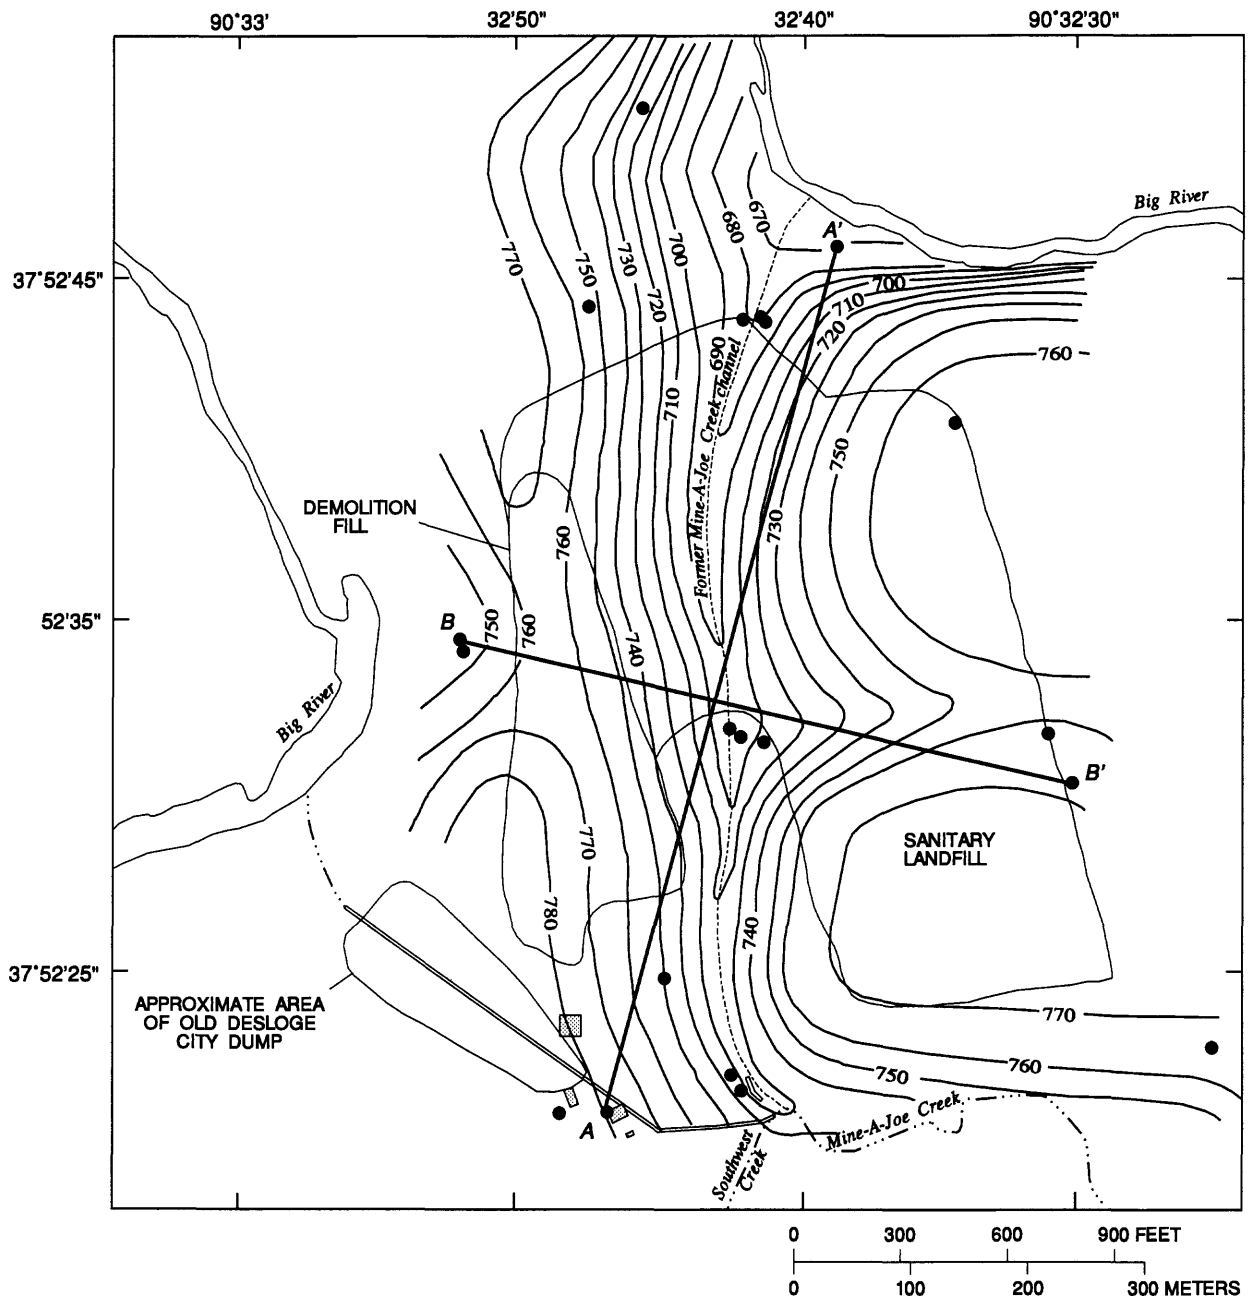 90°33'
32'50"
32'40"
90°32'30"
Big River
670
680
A'
700
730
750
770
37°52'45"
700
710
720
720
690
760
710
Former Mine-A-Joe Creek channel
750
DEMOLITION
FILL
760
730
52'35"
B
750
760
740
Big River
B'
SANITARY
LANDFILL
770
780
740
37°52'25"
APPROXIMATE AREA
OF OLD DESLOGE
CITY DUMP
770
760
750
A
Mine-A-Joe Creek
Southwest
Creek
0 300 600 900 FEET
0 100 200 300 METERS